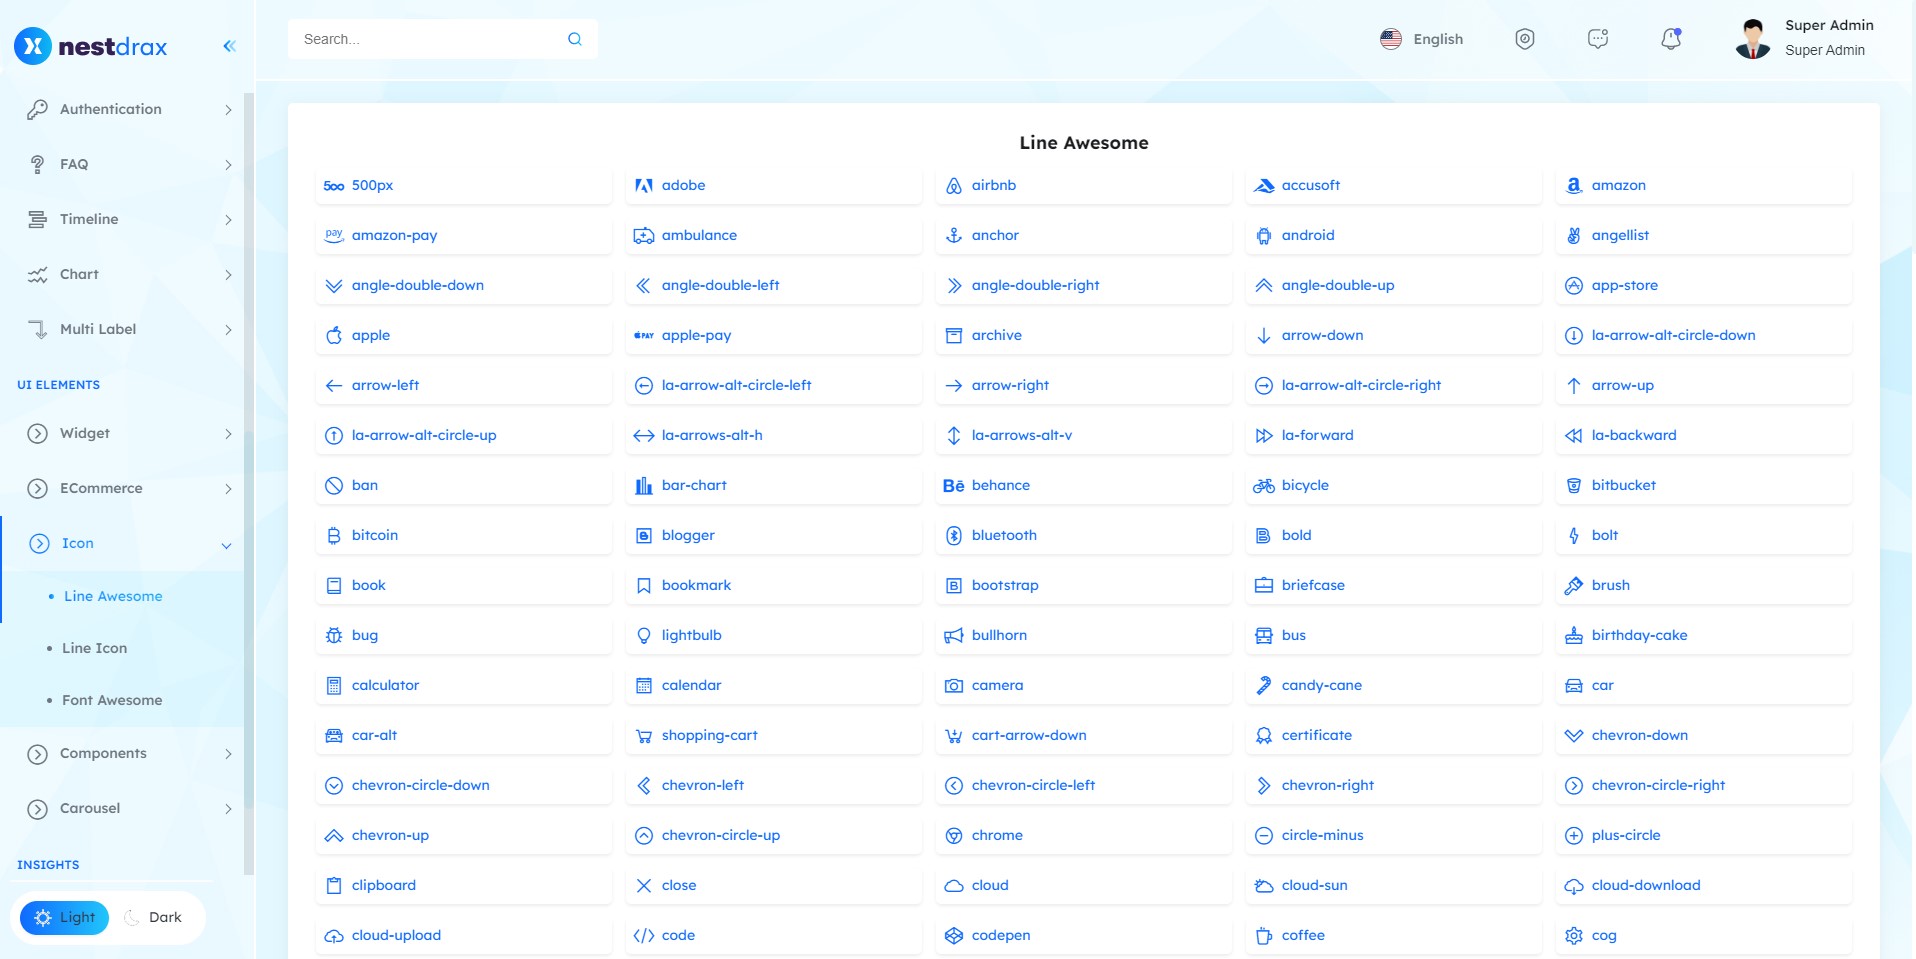 nestdrax
Search...
English
Super Admin
Super Admin
Authentication
FAQ
Timeline
Chart
Multi Label
UI ELEMENTS
Widget
ECommerce
Icon
Line Awesome
Line Icon
Font Awesome
Components
Carousel
INSIGHTS
Light Dark
Line Awesome
500 500px adobe airbnb accusoft a amazon
pay amazon-pay ambulance anchor android angellist
angle-double-down angle-double-left angle-double-right angle-double-up app-store
apple PAY apple-pay archive arrow-down la-arrow-alt-circle-down
arrow-left la-arrow-alt-circle-left arrow-right la-arrow-alt-circle-right arrow-up
la-arrow-alt-circle-up la-arrows-alt-h la-arrows-alt-v la-forward la-backward
ban bar-chart Bē behance bicycle bitbucket
bitcoin blogger bluetooth B bold bolt
book bookmark B bootstrap briefcase brush
bug lightbulb bullhorn bus birthday-cake
calculator calendar camera candy-cane car
car-alt shopping-cart cart-arrow-down certificate chevron-down
chevron-circle-down chevron-left chevron-circle-left chevron-right chevron-circle-right
chevron-up chevron-circle-up chrome circle-minus plus-circle
clipboard close cloud cloud-sun cloud-download
cloud-upload </> code codepen coffee cog